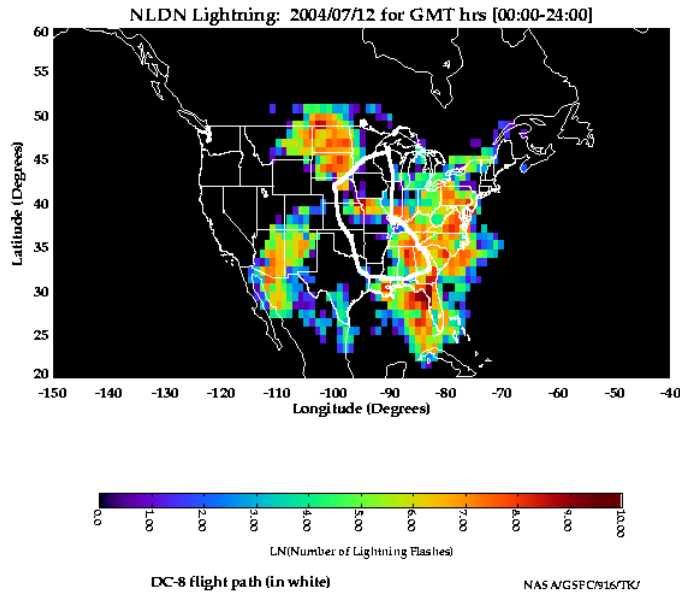 NLDN Lightning: 2004/07/12 for GMT hrs [00:00-24:00]
60
55
50
45
40
35
30
25
20
Latitude (Degrees)
-150 -140 -130 -120 -110 -100 -90 -80 -70 -60 -50 -40
Longitude (Degrees)
0.0 1.00 2.00 3.00 4.00 5.00 6.00 7.00 8.00 9.00 10.00
LN(Number of Lightning Flashes)
DC-8 flight path (in white) NASA/GSFC/916/TK/